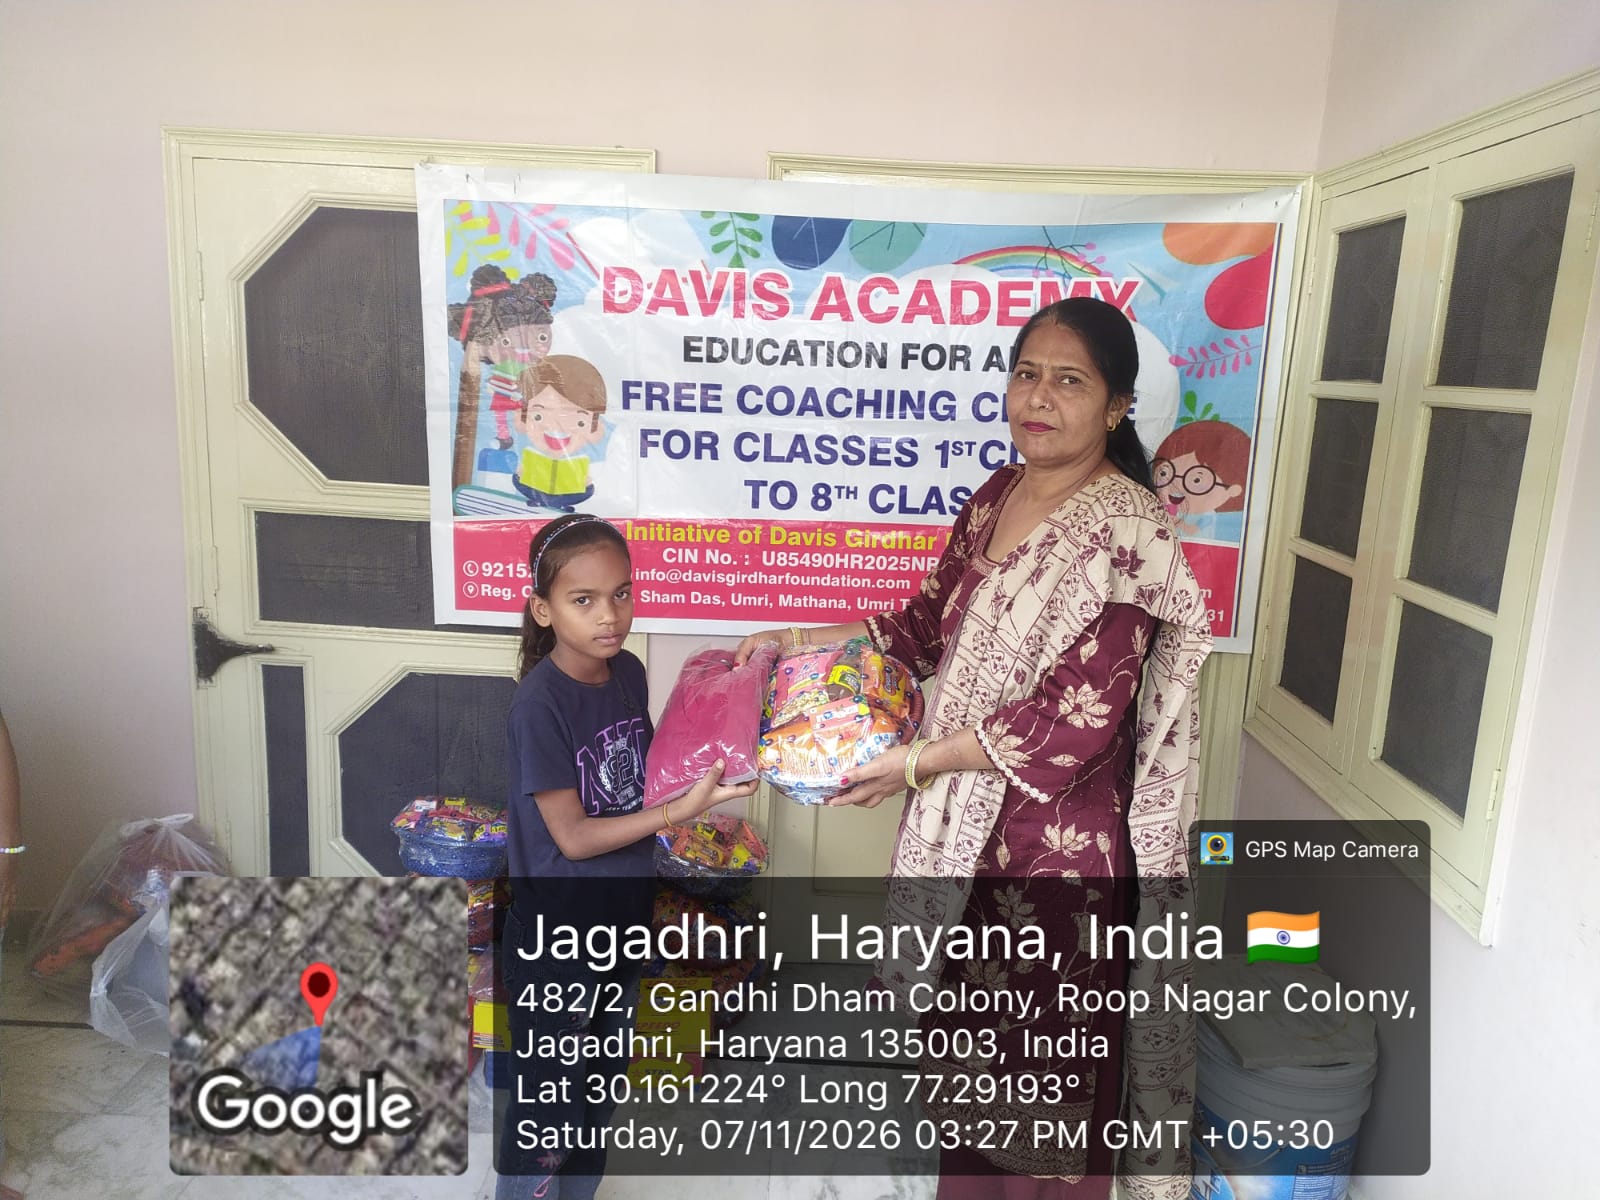 DAVIS ACADEMY
EDUCATION FOR
FREE COACHING
FOR CLASSES 1ST
TO 8TH CLAS
Initiative of Davis Girdhar
CIN No. : U85490HR2025NP
info@davisgirdharfoundation.com
Reg. Sham Das, Umri, Mathana, Umri
GPS Map Camera
Jagadhri, Haryana, India
482/2, Gandhi Dham Colony, Roop Nagar Colony,
Jagadhri, Haryana 135003, India
Lat 30.161224° Long 77.29193°
Saturday, 07/11/2026 03:27 PM GMT +05:30
Google